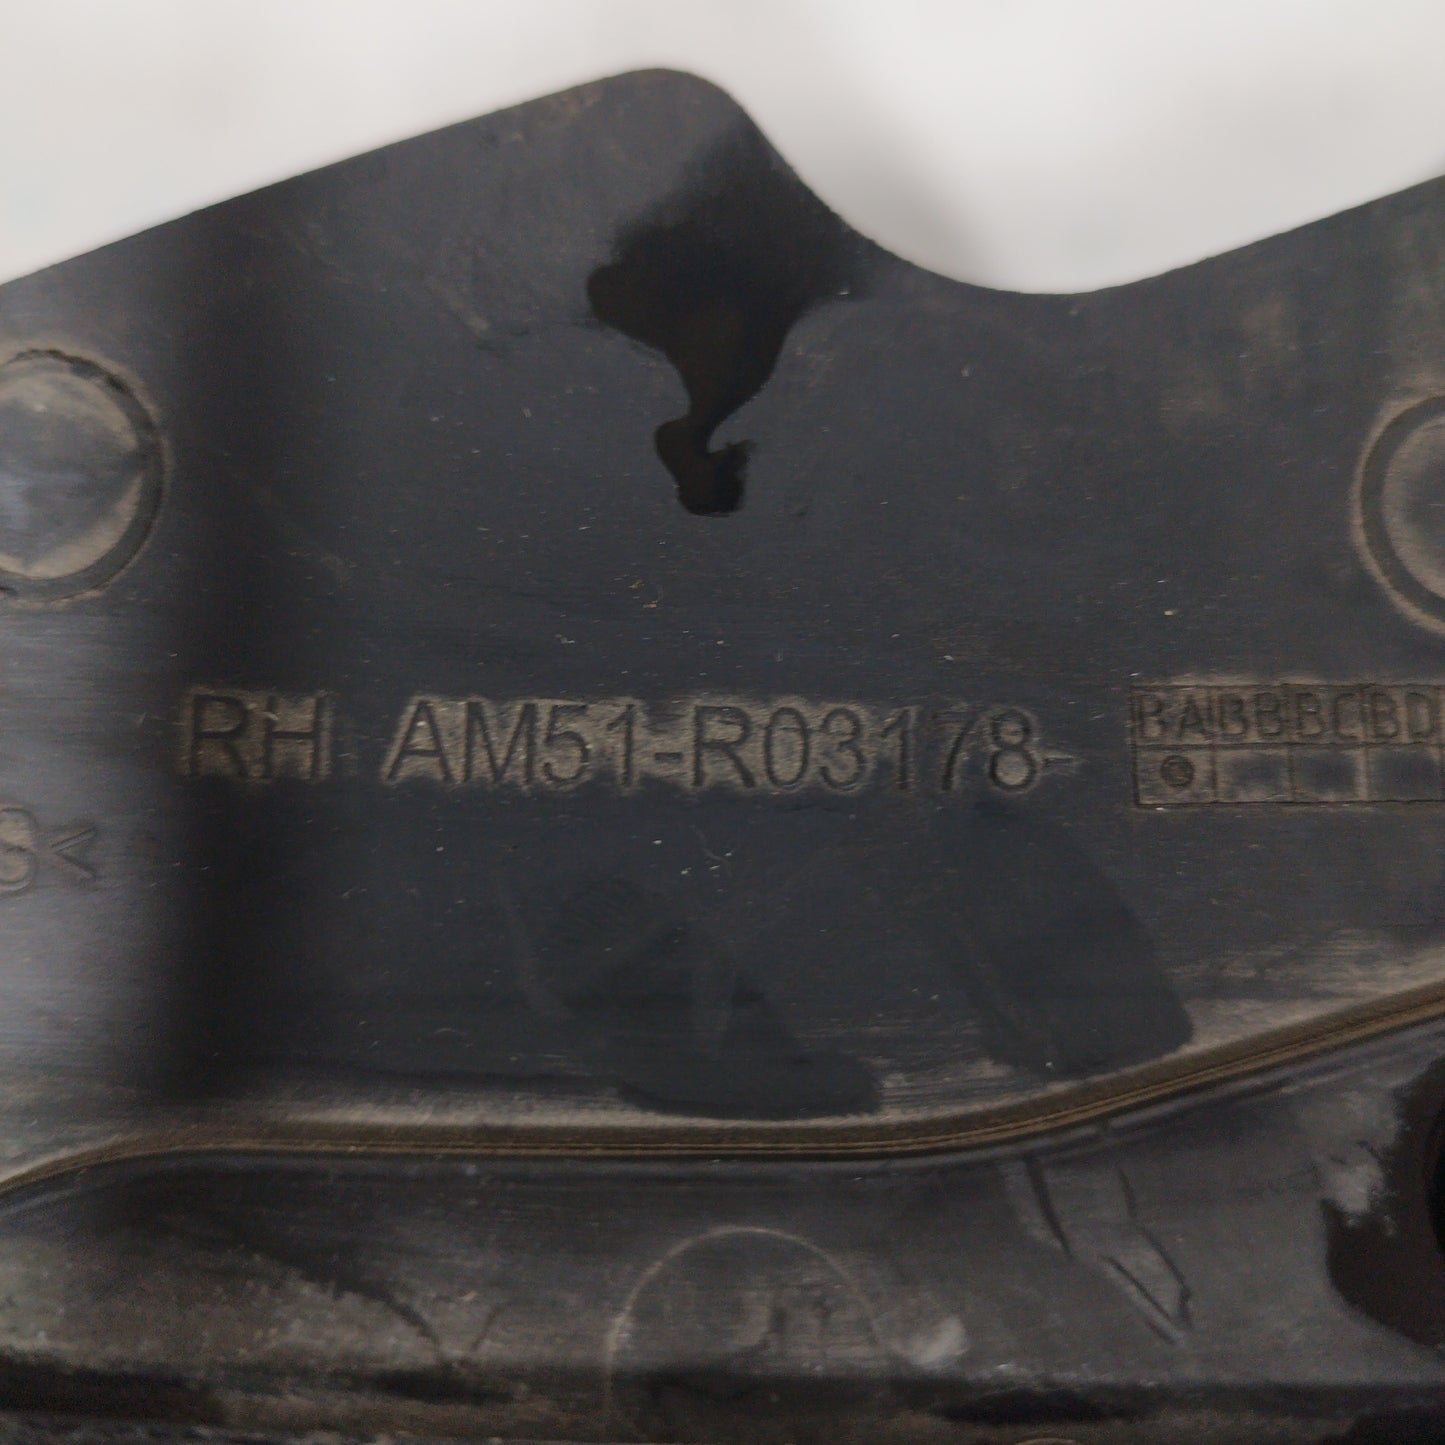 RH AM51-R03178- BA BB BC BD